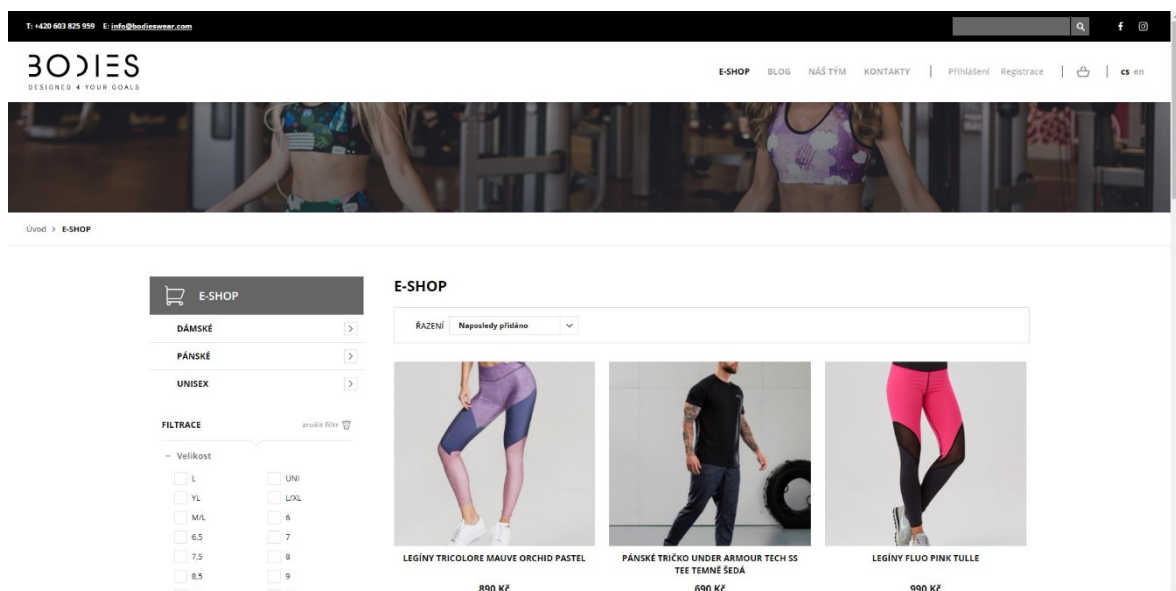 T: +420 603 825 959 E: info@bodieswear.com
BODIES
DESIGNED 4 YOUR GOALS
E-SHOP BLOG NÁŠ TÝM KONTAKTY | Přihlášení Registrace | | cs en
Úvod > E-SHOP
E-SHOP
DÁMSKÉ
PÁNSKÉ
UNISEX
FILTRACE zrušit filtr
− Velikost
L UNI
YL L/XL
M/L 6
6.5 7
7,5 8
8.5 9
E-SHOP
ŘAZENÍ Naposledy přidáno
LEGÍNY TRICOLORE MAUVE ORCHID PASTEL
890 Kč
PÁNSKÉ TRIČKO UNDER ARMOUR TECH SS
TEE TEMNĚ ŠEDÁ
690 Kč
LEGÍNY FLUO PINK TULLE
990 Kč